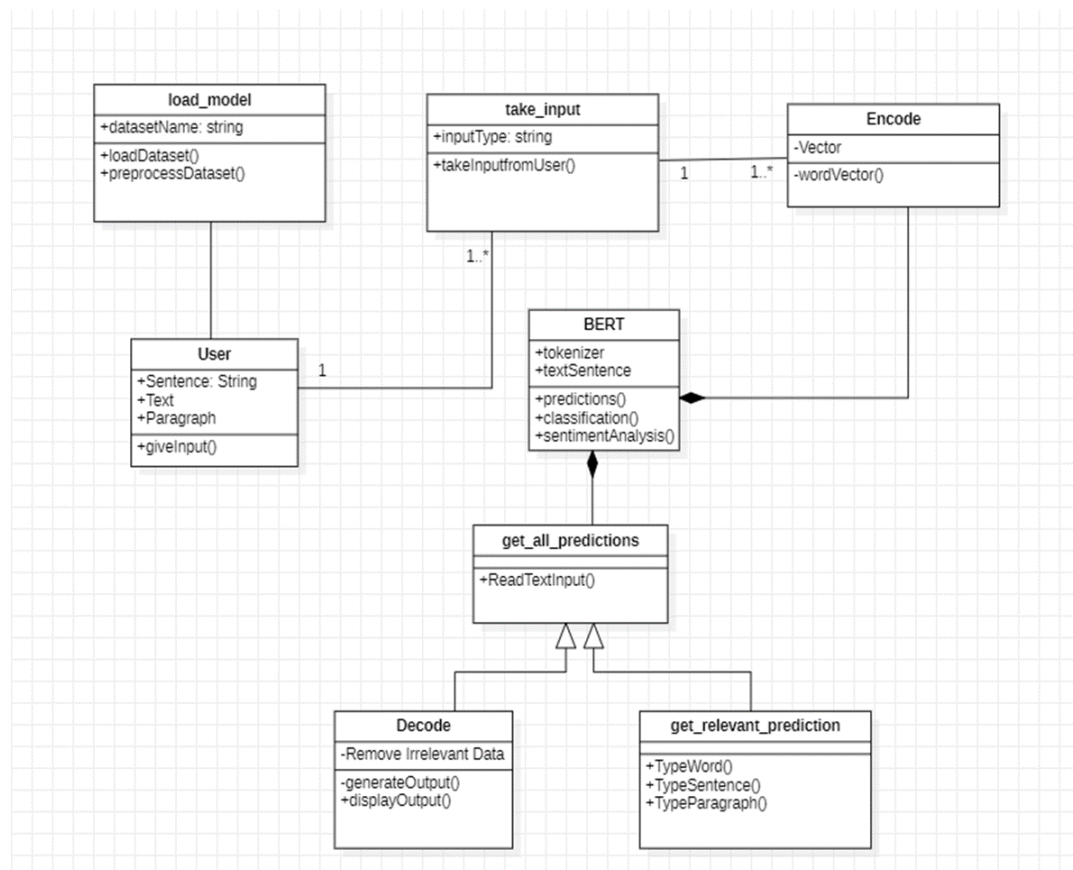 load_model
+datasetName: string
+loadDataset()
+preprocessDataset()
take_input
+inputType: string
+takeInputfromUser()
Encode
-Vector
-wordVector()
1
1..*
1..*
User
+Sentence: String
+Text
+Paragraph
+giveInput()
1
BERT
+tokenizer
+textSentence
+predictions()
+classification()
+sentimentAnalysis()
get_all_predictions
+ReadTextInput()
Decode
-Remove Irrelevant Data
-generateOutput()
+displayOutput()
get_relevant_prediction
+TypeWord()
+TypeSentence()
+TypeParagraph()